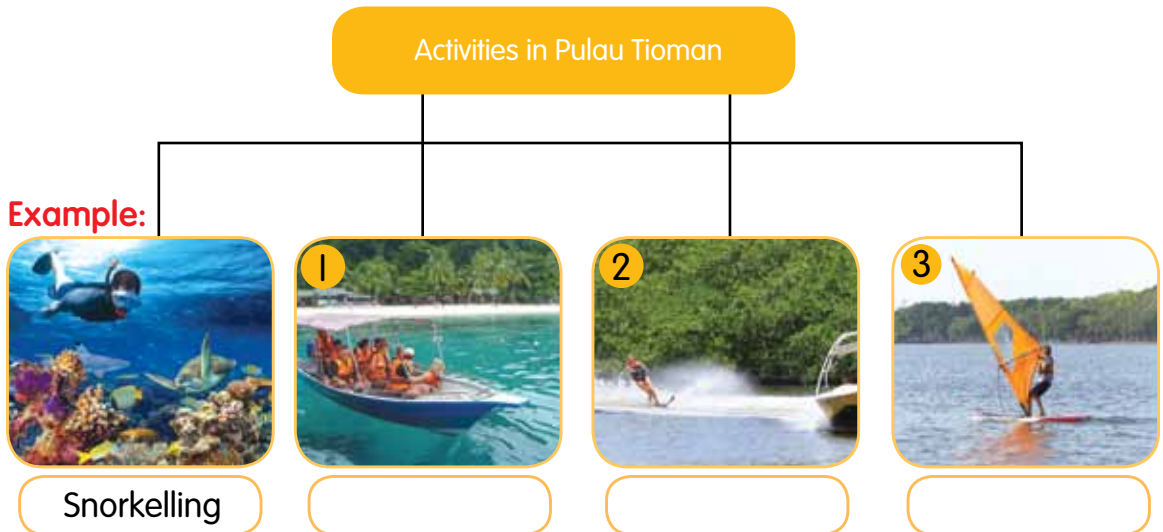 Activities in Pulau Tioman
Example:
1
2
3
Snorkelling